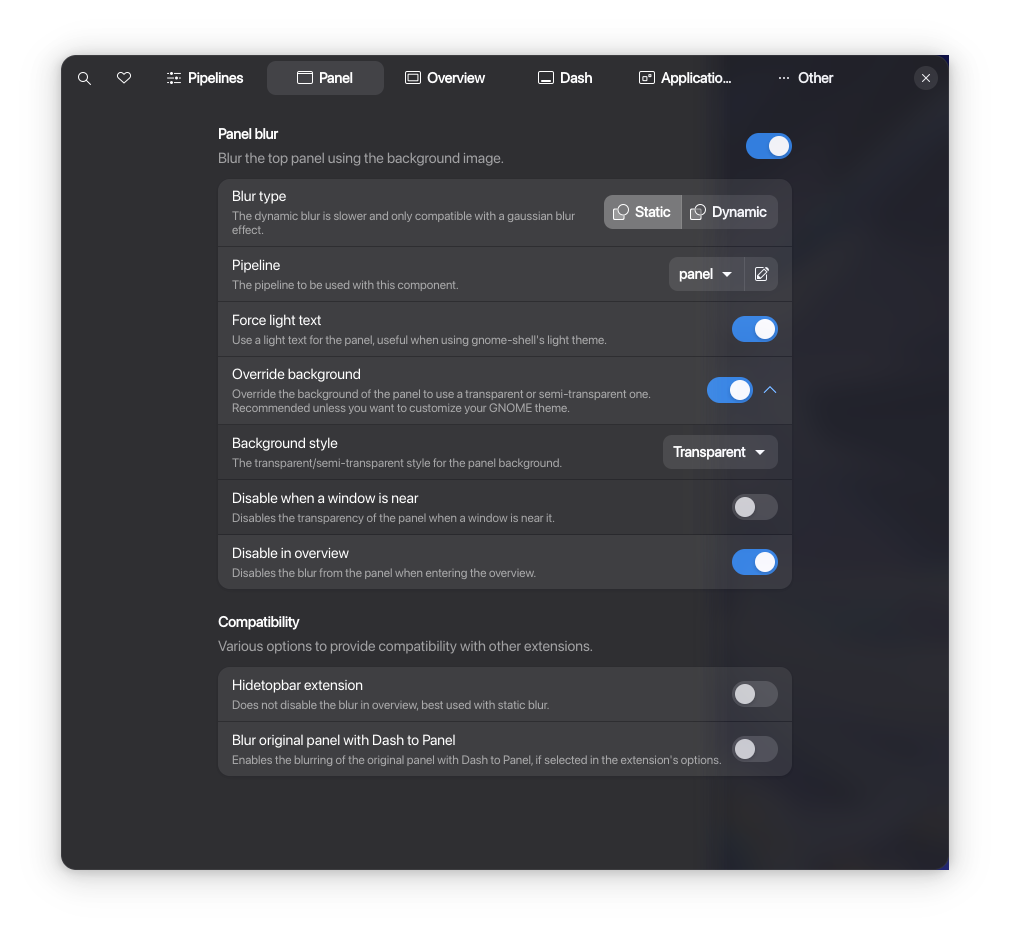 Pipelines
Panel
Overview
Dash
Applicatio...
Other
Panel blur
Blur the top panel using the background image.
Blur type
The dynamic blur is slower and only compatible with a gaussian blur
effect.
Static
Dynamic
Pipeline
The pipeline to be used with this component.
panel
Force light text
Use a light text for the panel, useful when using gnome-shell's light theme.
Override background
Override the background of the panel to use a transparent or semi-transparent one.
Recommended unless you want to customize your GNOME theme.
Background style
The transparent/semi-transparent style for the panel background.
Transparent
Disable when a window is near
Disables the transparency of the panel when a window is near it.
Disable in overview
Disables the blur from the panel when entering the overview.
Compatibility
Various options to provide compatibility with other extensions.
Hidetopbar extension
Does not disable the blur in overview, best used with static blur.
Blur original panel with Dash to Panel
Enables the blurring of the original panel with Dash to Panel, if selected in the extension's options.